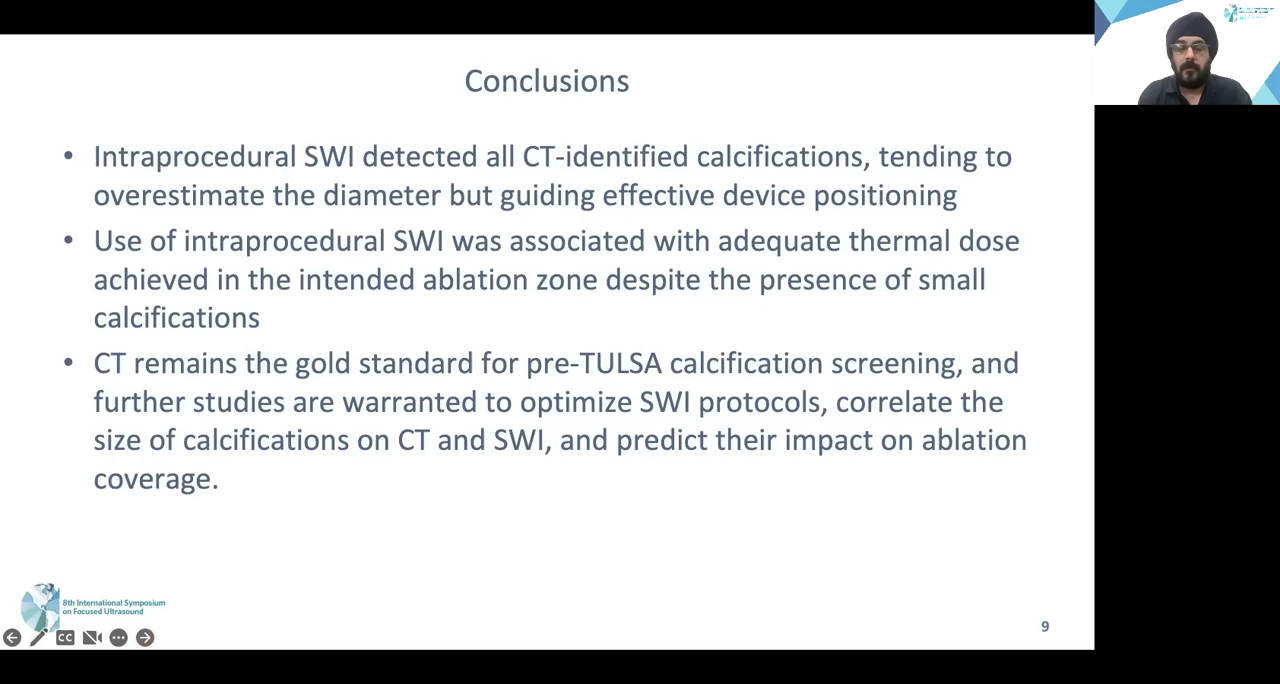 Conclusions
• Intraprocedural SWI detected all CT-identified calcifications, tending to
overestimate the diameter but guiding effective device positioning
• Use of intraprocedural SWI was associated with adequate thermal dose
achieved in the intended ablation zone despite the presence of small
calcifications
• CT remains the gold standard for pre-TULSA calcification screening, and
further studies are warranted to optimize SWI protocols, correlate the
size of calcifications on CT and SWI, and predict their impact on ablation
coverage.
8th International Symposium
on Focused Ultrasound
CC
9